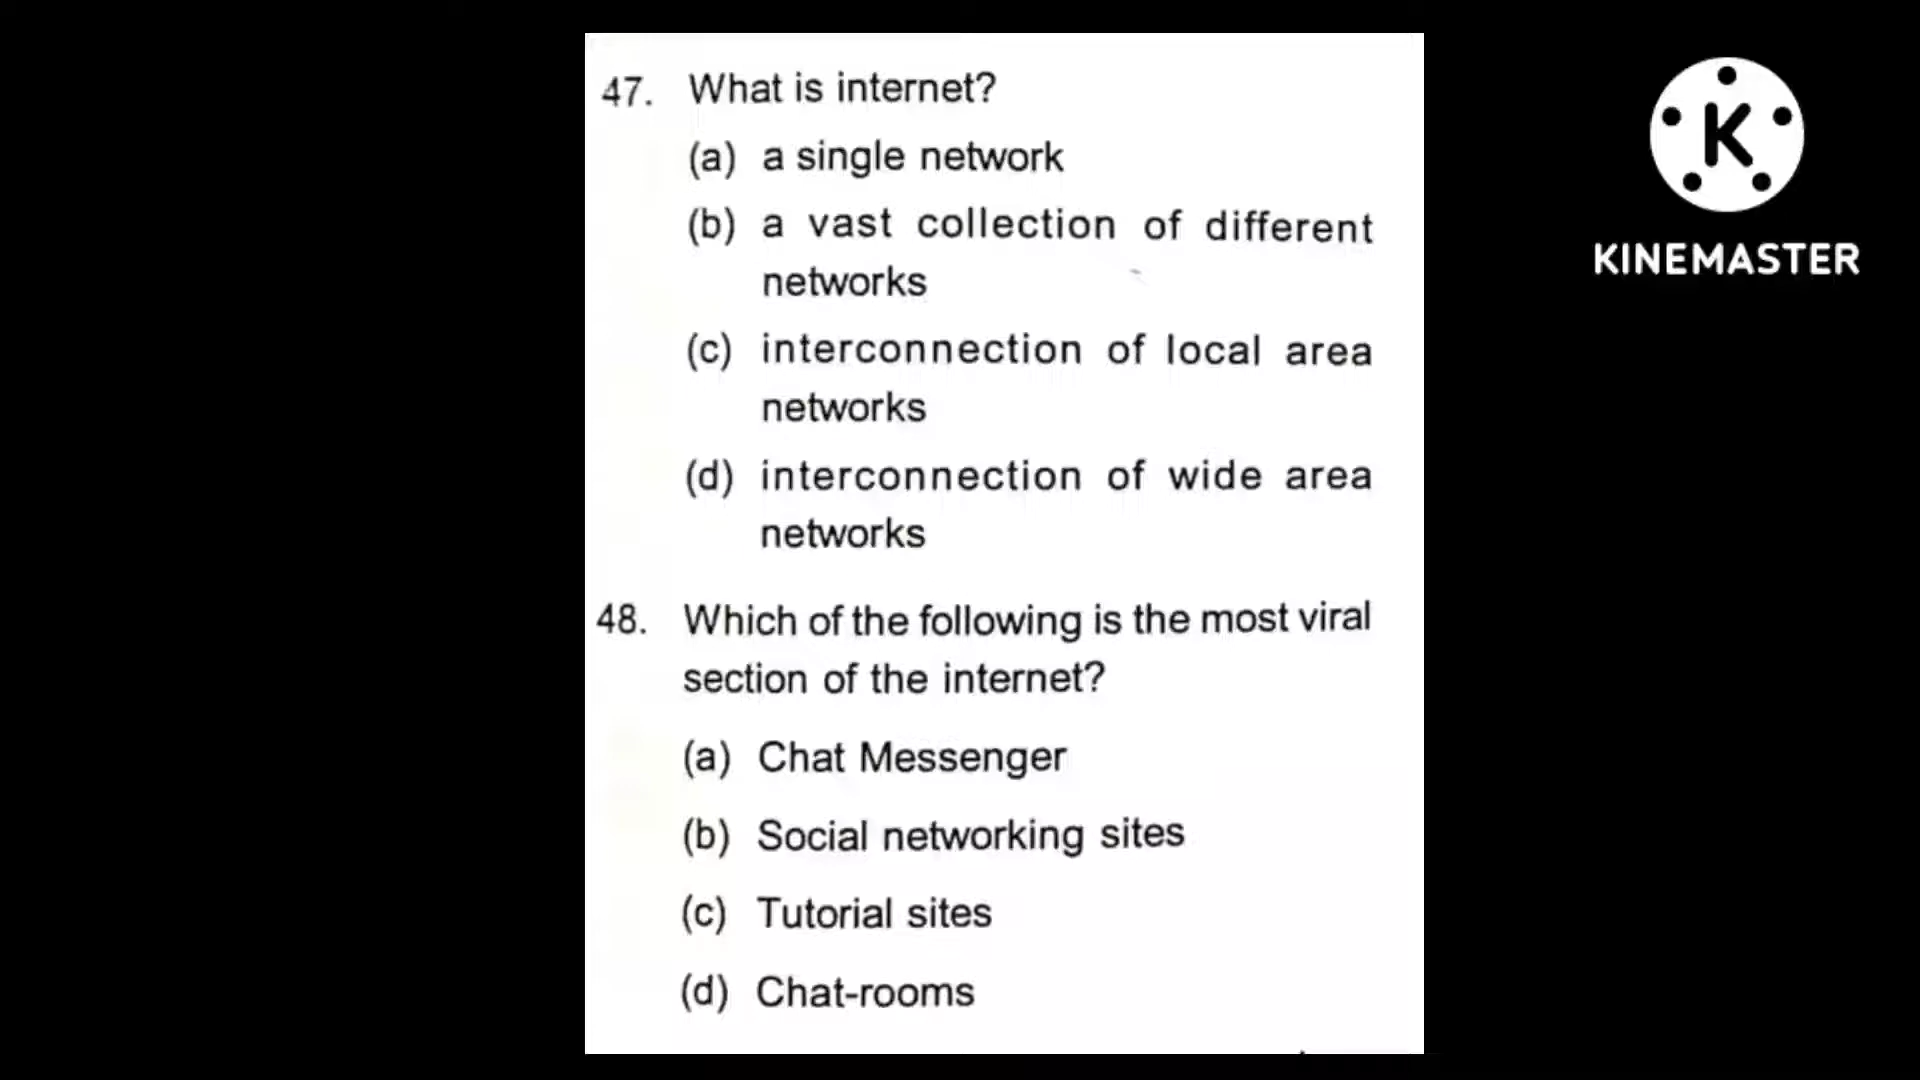 47. What is internet?
(a) a single network
(b) a vast collection of different
networks
(c) interconnection of local area
networks
(d) interconnection of wide area
networks
48. Which of the following is the most viral
section of the internet?
(a) Chat Messenger
(b) Social networking sites
(c) Tutorial sites
(d) Chat-rooms
K
KINEMASTER